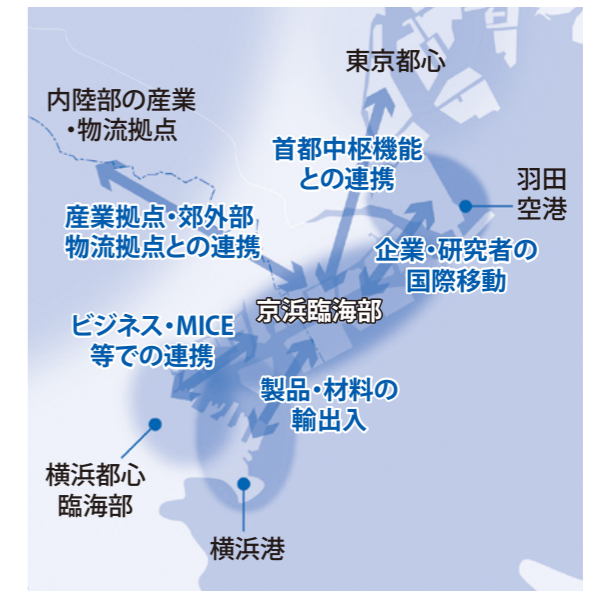 東京都心
内陸部の産業
・物流拠点
首都中枢機能
との連携
羽田
空港
産業拠点・郊外部
物流拠点との連携
企業・研究者の
国際移動
京浜臨海部
ビジネス・MICE
等での連携
製品・材料の
輸出入
横浜都心
臨海部
横浜港